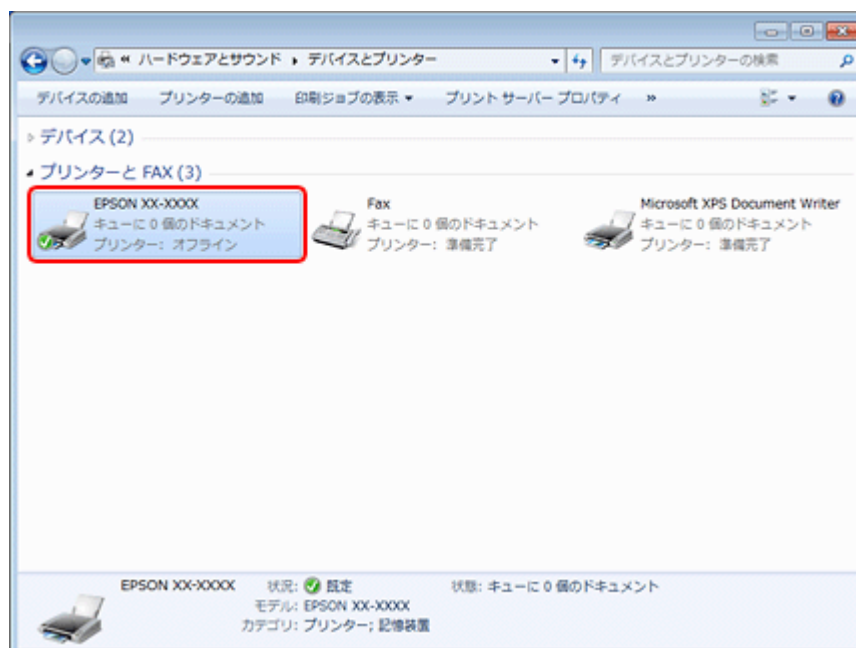 « ハードウェアとサウンド ▸ デバイスとプリンター
デバイスとプリンターの検索
デバイスの追加 プリンターの追加 印刷ジョブの表示 ▼ プリント サーバー プロパティ »
デバイス (2)
プリンターと FAX (3)
EPSON XX-XXXX
キューに 0 個のドキュメント
プリンター: オフライン
Fax
キューに 0 個のドキュメント
プリンター: 準備完了
Microsoft XPS Document Writer
キューに 0 個のドキュメント
プリンター: 準備完了
EPSON XX-XXXX 状況: 既定 状態: キューに 0 個のドキュメント
モデル: EPSON XX-XXXX
カテゴリ: プリンター; 記憶装置